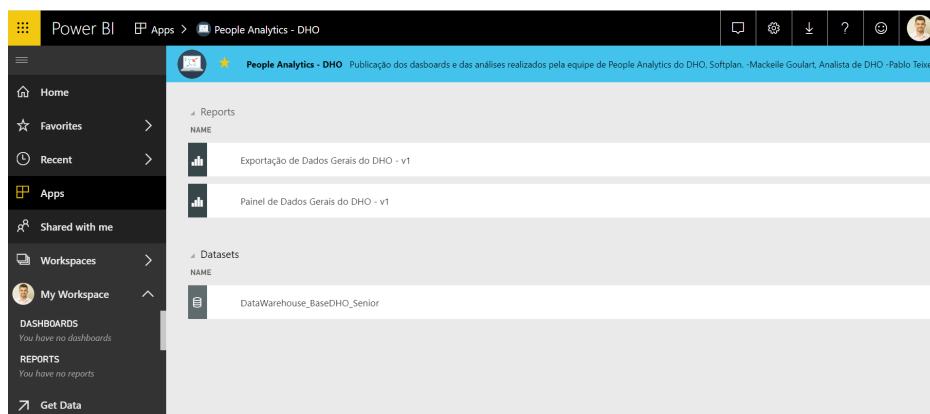 Power BI Apps > People Analytics - DHO ?
People Analytics - DHO Publicação dos dasboards e das análises realizados pela equipe de People Analytics do DHO, Softplan. -Mackeile Goulart, Analista de DHO -Pablo Teixe
Home
Favorites
Recent
Apps
Shared with me
Workspaces
My Workspace
DASHBOARDS
You have no dashboards
REPORTS
You have no reports
Get Data
Reports
NAME
Exportação de Dados Gerais do DHO - v1
Painel de Dados Gerais do DHO - v1
Datasets
NAME
DataWarehouse_BaseDHO_Senior